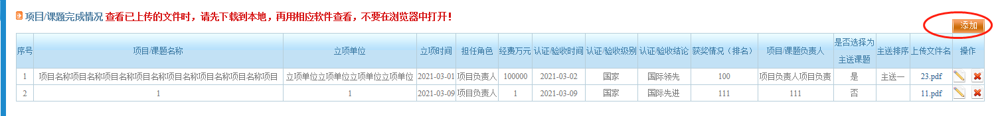 项目/课题完成情况 查看已上传的文件时，请先下载到本地，再用相应软件查看，不要在浏览器中打开！
添加
序号 项目/课题名称 立项单位 立项时间 担任角色 经费万元 认证/验收时间 认证/验收级别 认证/验收结论 获奖情况（排名） 项目/课题负责人 是否选择为主送课题 主送排序 上传文件名 操作
1 项目名称项目名称项目名称项目名称项目名称项目名称项目 立项单位立项单位立项单位立项单位 2021-03-01 项目负责人 100000 2021-03-02 国家 国际领先 100 项目负责人项目负责 是 主送一 23.pdf
2 1 1 2021-03-09 项目负责人 1 2021-03-09 国家 国际先进 111 111 否 11.pdf